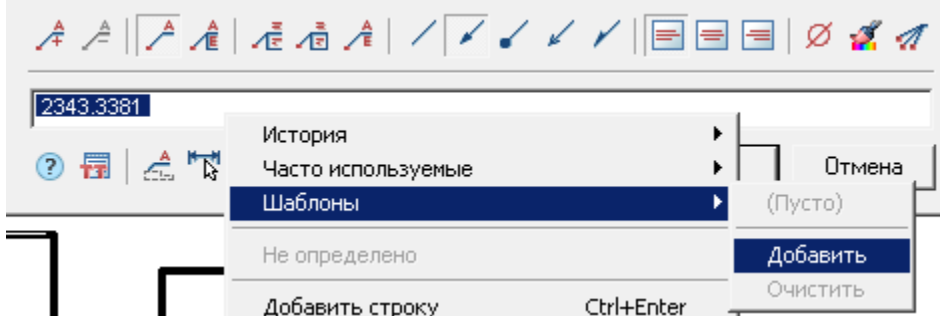 2343.3381
История
Часто используемые
Отмена
Шаблоны
(Пусто)
Не определено
Добавить
Очистить
Добавить строку Ctrl+Enter